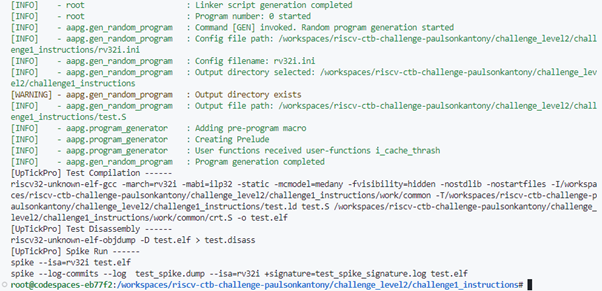 [INFO]    - root                     : Linker script generation completed
[INFO]    - root                     : Program number: 0 started
[INFO]    - aapg.gen_random_program  : Command [GEN] invoked. Random program generation started
[INFO]    - aapg.gen_random_program  : Config file path: /workspaces/riscv-ctb-challenge-paulsonkantony/challenge_level2/chall
enge1_instructions/rv32i.ini
[INFO]    - aapg.gen_random_program  : Config filename: rv32i.ini
[INFO]    - aapg.gen_random_program  : Output directory selected: /workspaces/riscv-ctb-challenge-paulsonkantony/challenge_lev
el2/challenge1_instructions
[WARNING] - aapg.gen_random_program  : Output directory exists
[INFO]    - aapg.gen_random_program  : Output file path: /workspaces/riscv-ctb-challenge-paulsonkantony/challenge_level2/chall
enge1_instructions/test.S
[INFO]    - aapg.program_generator   : Adding pre-program macro
[INFO]    - aapg.program_generator   : Creating Prelude
[INFO]    - aapg.program_generator   : User functions received user-functions i_cache_thrash
[INFO]    - aapg.gen_random_program  : Program generation completed
[UpTickPro] Test Compilation ------
riscv32-unknown-elf-gcc -march=rv32i -mabi=ilp32 -static -mcmodel=medany -fvisibility=hidden -nostdlib -nostartfiles -I/workspa
ces/riscv-ctb-challenge-paulsonkantony/challenge_level2/challenge1_instructions/work/common -T/workspaces/riscv-ctb-challenge-
paulsonkantony/challenge_level2/challenge1_instructions/test.ld test.S /workspaces/riscv-ctb-challenge-paulsonkantony/challenge_
level2/challenge1_instructions/work/common/crt.S -o test.elf
[UpTickPro] Test Disassembly ------
riscv32-unknown-elf-objdump -D test.elf > test.disass
[UpTickPro] Spike Run ------
spike --isa=rv32i test.elf
spike --log-commits --log  test_spike.dump --isa=rv32i +signature=test_spike_signature.log test.elf
root@codespaces-eb77f2:/workspaces/riscv-ctb-challenge-paulsonkantony/challenge_level2/challenge1_instructions#